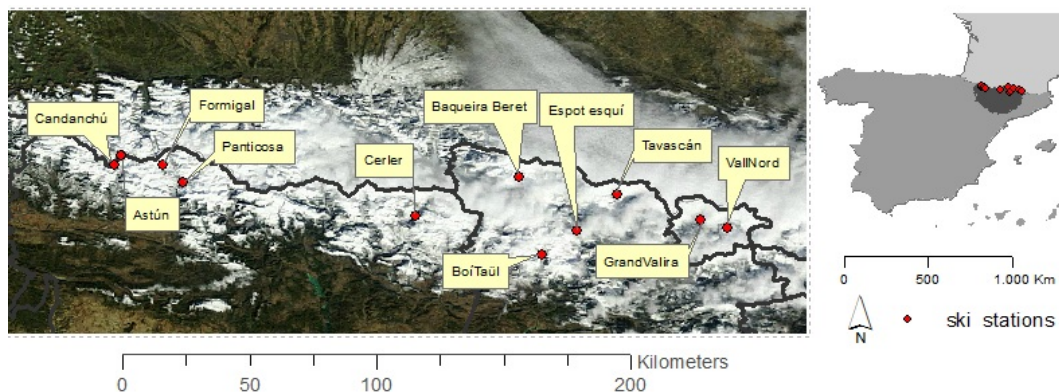 Candanchú
Formigal
Panticosa
Astún
Cerler
Baqueira Beret
Espot esquí
Tavascán
VallNord
BoíTaüll
GrandValira
Kilometers
0 50 100 200
0 500 1.000 Km
N
ski stations